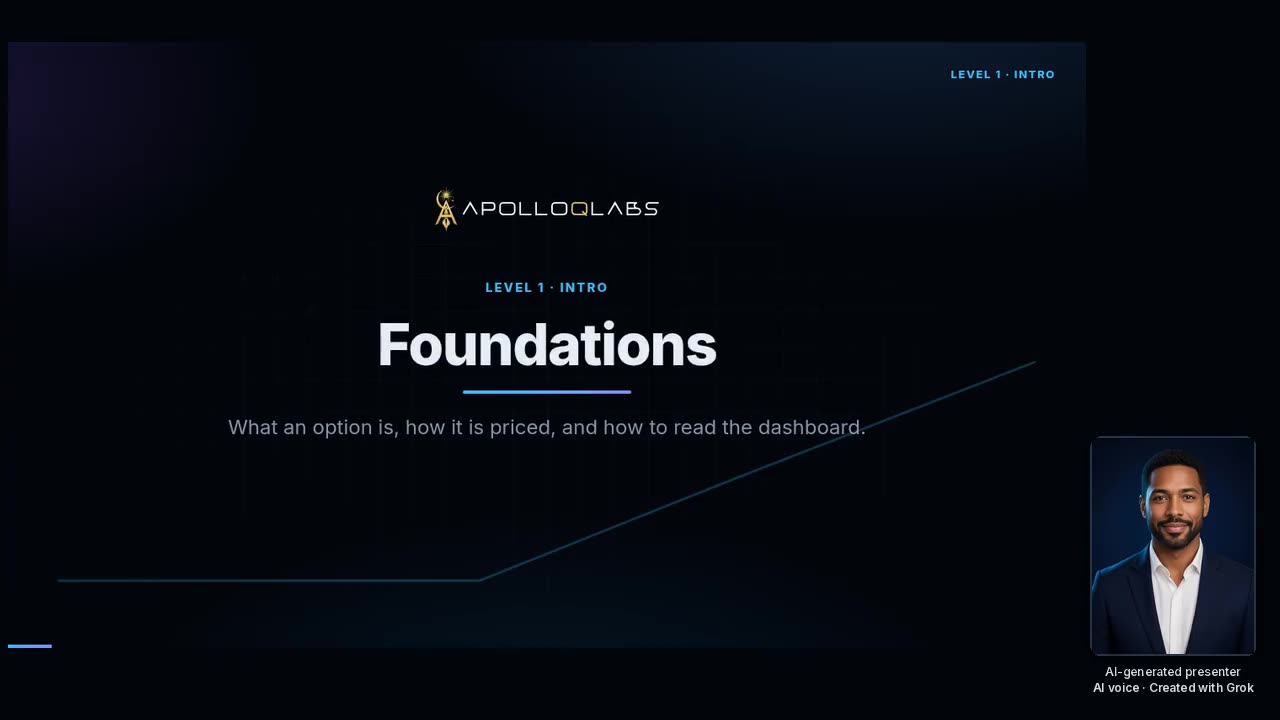 LEVEL 1 · INTRO
APOLLOQLABS
LEVEL 1 · INTRO
Foundations
What an option is, how it is priced, and how to read the dashboard.
AI-generated presenter
AI voice · Created with Grok